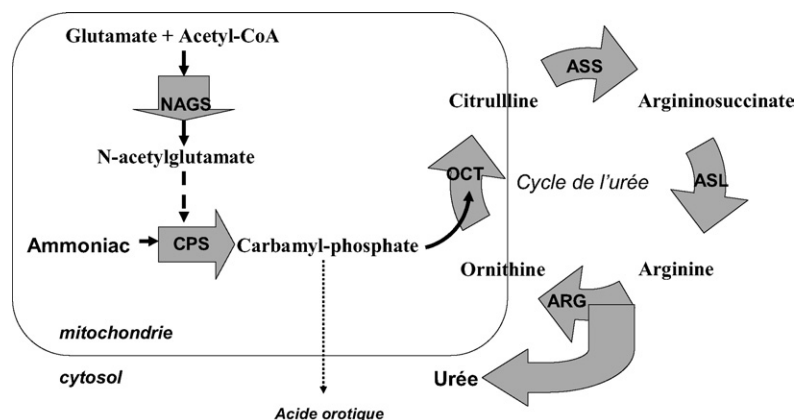 Glutamate + Acetyl-CoA
NAGS
N-acetylglutamate
Ammoniac
CPS
Carbamyl-phosphate
OCT
Citrullline
ASS
Argininosuccinate
Cycle de l'urée
ASL
Ornithine
Arginine
ARG
Urée
mitochondrie
cytosol
Acide orotique